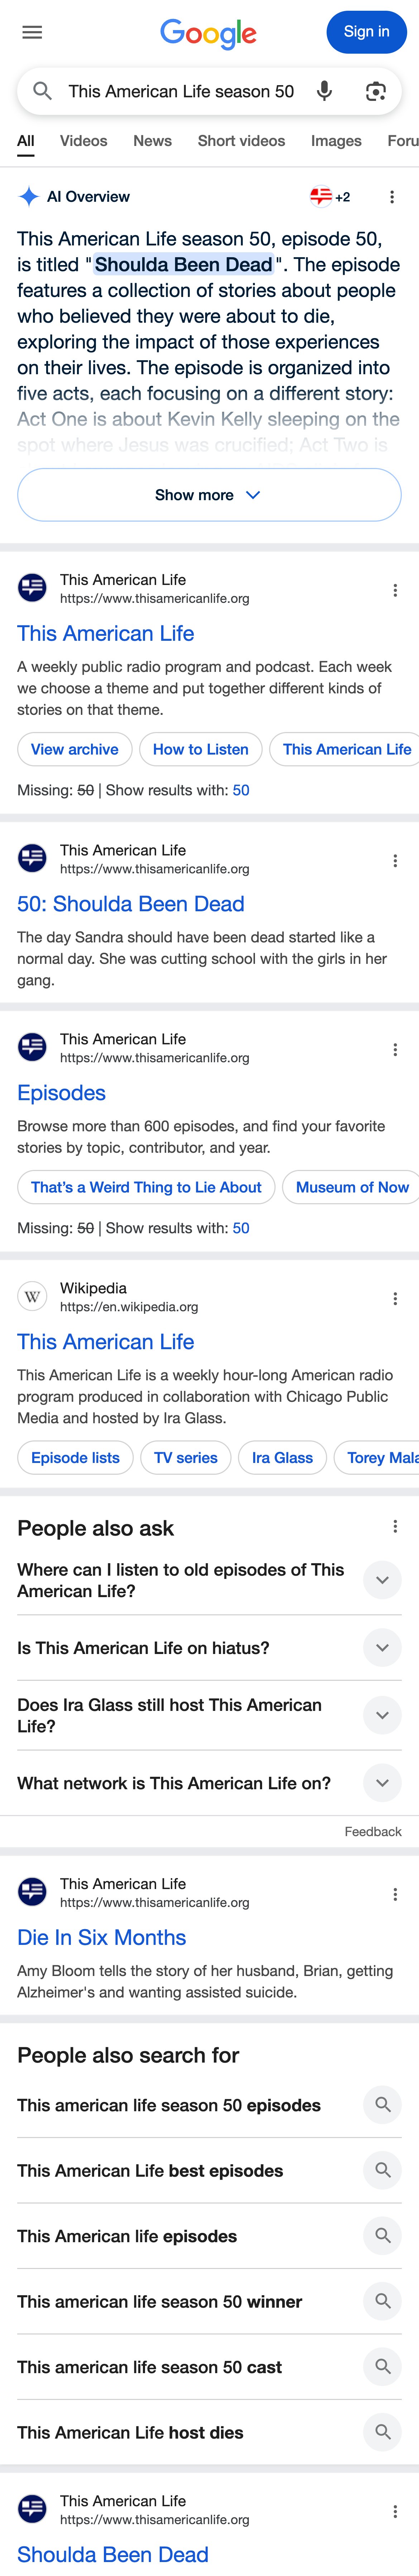 Google
Sign in
This American Life season 50
All Videos News Short videos Images Foru
AI Overview
+2
This American Life season 50, episode 50,
is titled "Shoulda Been Dead". The episode
features a collection of stories about people
who believed they were about to die,
exploring the impact of those experiences
on their lives. The episode is organized into
five acts, each focusing on a different story:
Act One is about Kevin Kelly sleeping on the
spot where Jesus was crucified; Act Two is
Show more
This American Life
https://www.thisamericanlife.org
This American Life
A weekly public radio program and podcast. Each week
we choose a theme and put together different kinds of
stories on that theme.
View archive How to Listen This American Life
Missing: 50 | Show results with: 50
This American Life
https://www.thisamericanlife.org
50: Shoulda Been Dead
The day Sandra should have been dead started like a
normal day. She was cutting school with the girls in her
gang.
This American Life
https://www.thisamericanlife.org
Episodes
Browse more than 600 episodes, and find your favorite
stories by topic, contributor, and year.
That's a Weird Thing to Lie About Museum of Now
Missing: 50 | Show results with: 50
W
Wikipedia
https://en.wikipedia.org
This American Life
This American Life is a weekly hour-long American radio
program produced in collaboration with Chicago Public
Media and hosted by Ira Glass.
Episode lists TV series Ira Glass Torey Mala
People also ask
Where can I listen to old episodes of This
American Life?
Is This American Life on hiatus?
Does Ira Glass still host This American
Life?
What network is This American Life on?
Feedback
This American Life
https://www.thisamericanlife.org
Die In Six Months
Amy Bloom tells the story of her husband, Brian, getting
Alzheimer's and wanting assisted suicide.
People also search for
This american life season 50 episodes
This American Life best episodes
This American life episodes
This american life season 50 winner
This american life season 50 cast
This American Life host dies
This American Life
https://www.thisamericanlife.org
Shoulda Been Dead